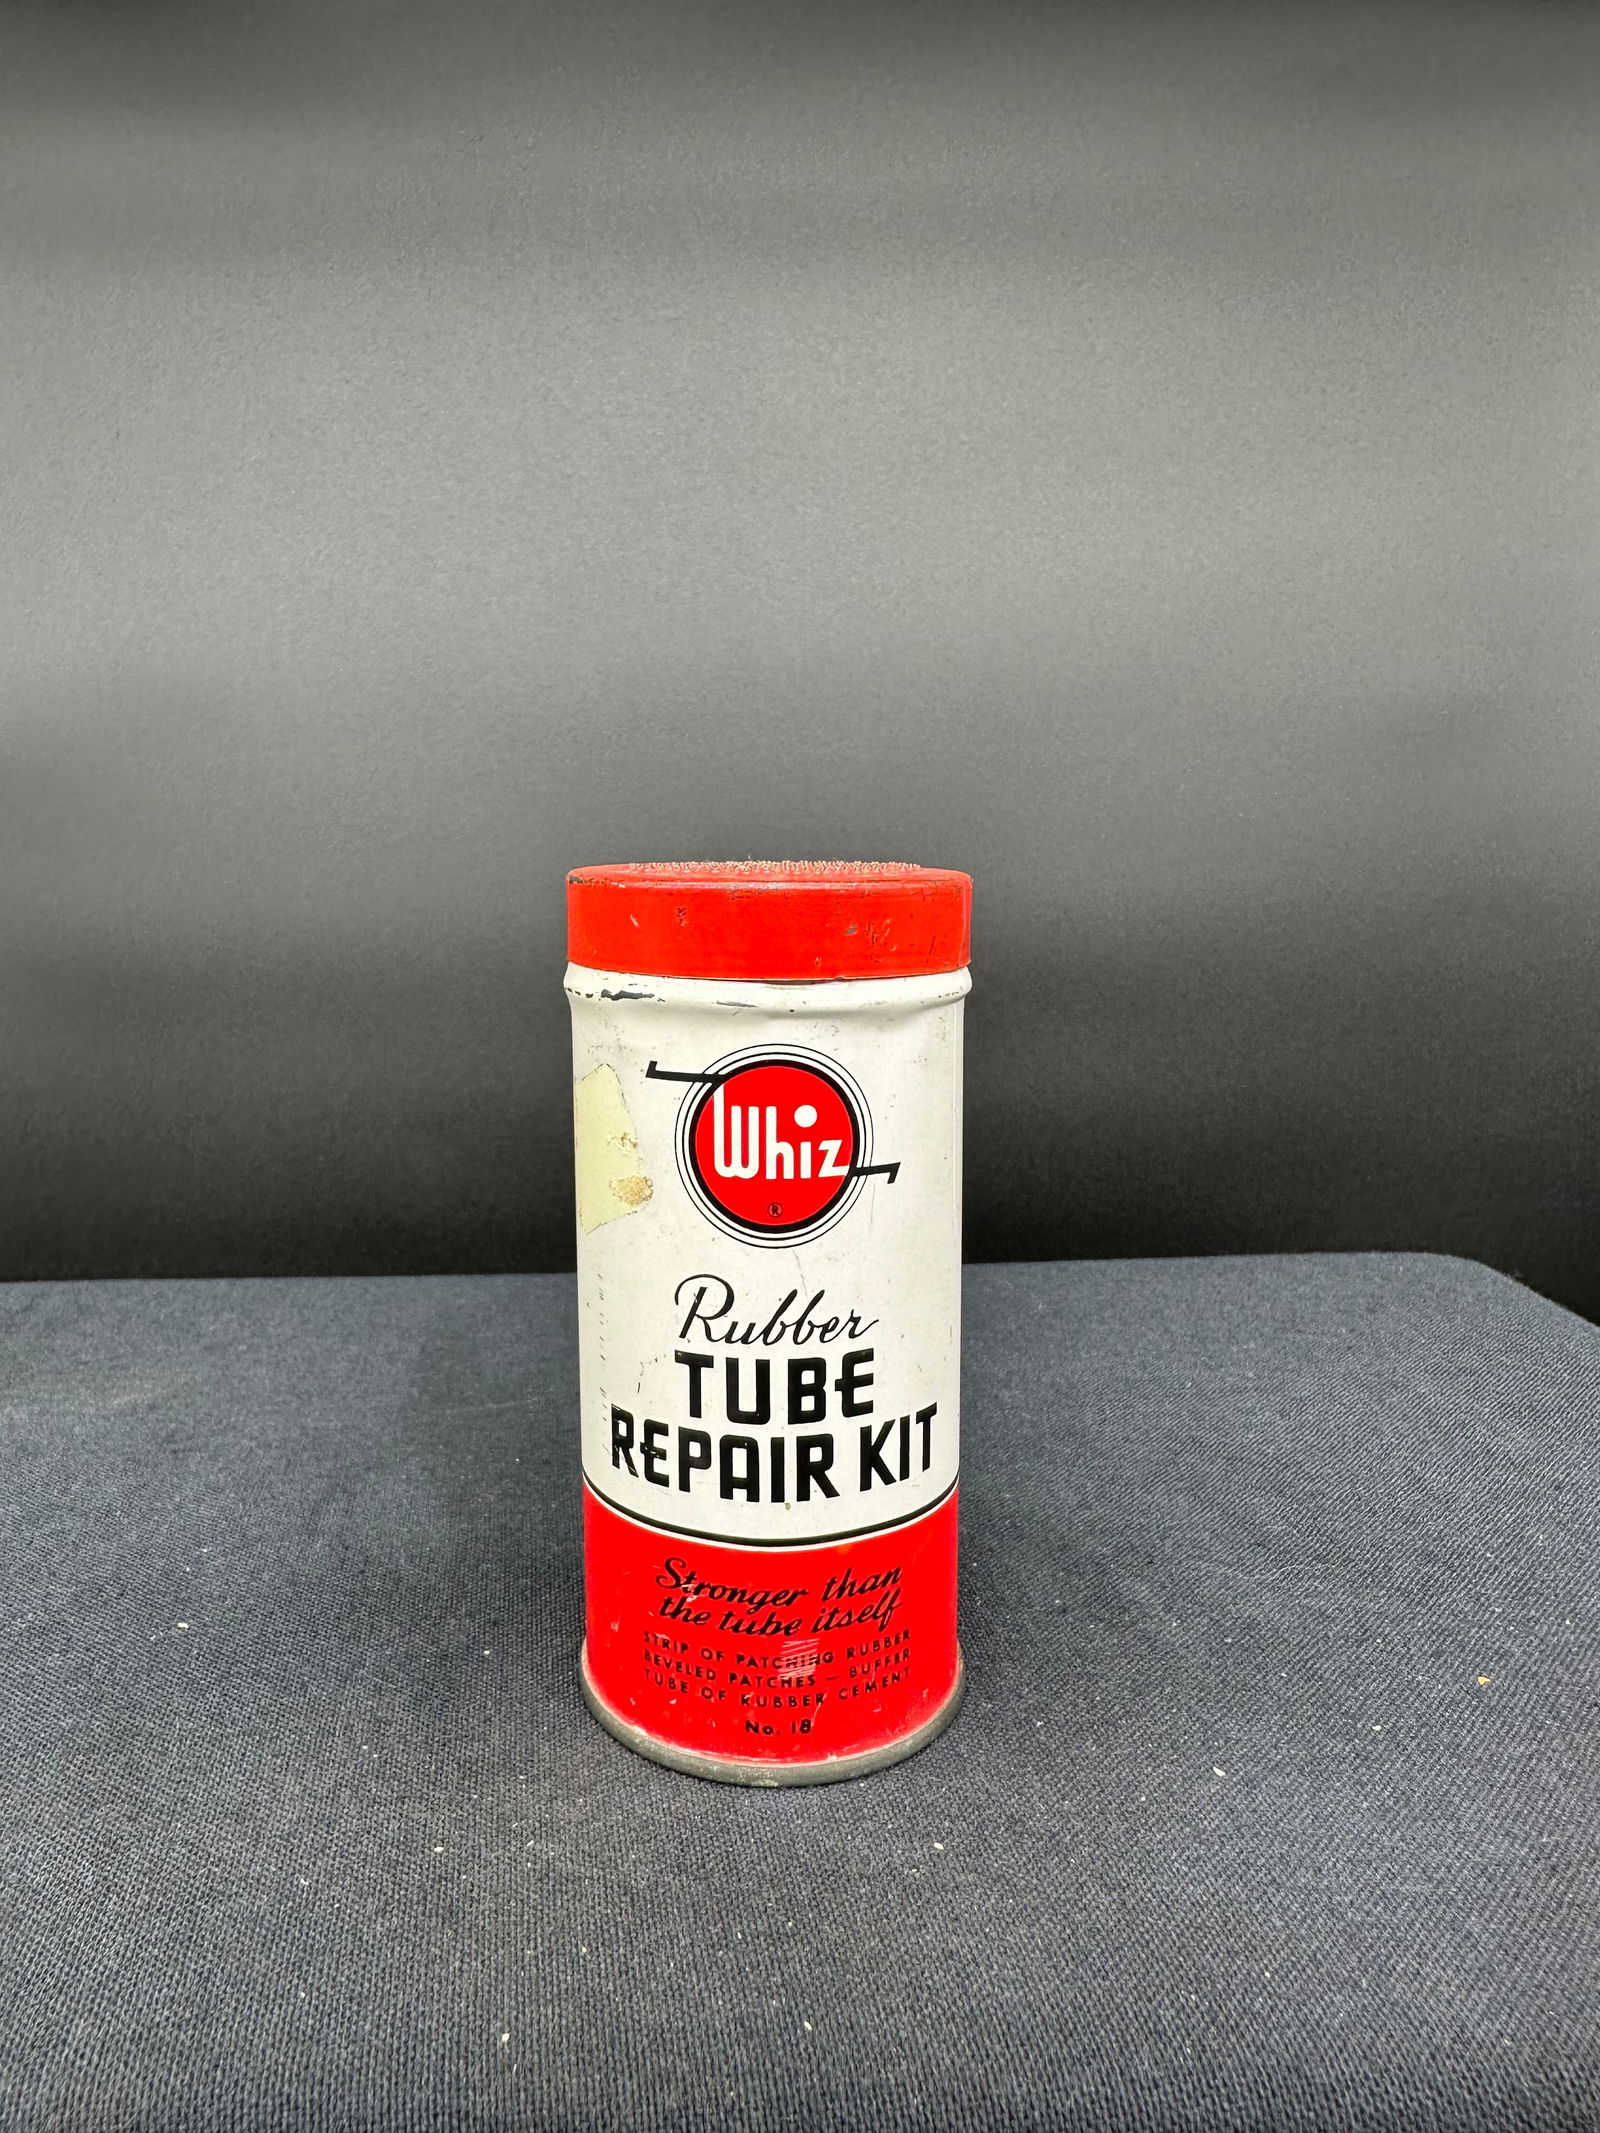 Whiz
®
Rubber
TUBE
REPAIR KIT
Stronger than
the tube itself
STRIP OF PATCHING RUBBER
BEVELED PATCHES — BUFFER
TUBE OF RUBBER CEMENT
No. 18